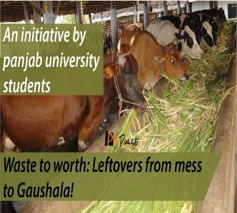 An initiative by
panjab university
students
Waste to worth: Leftovers from mess
to Gaushala!